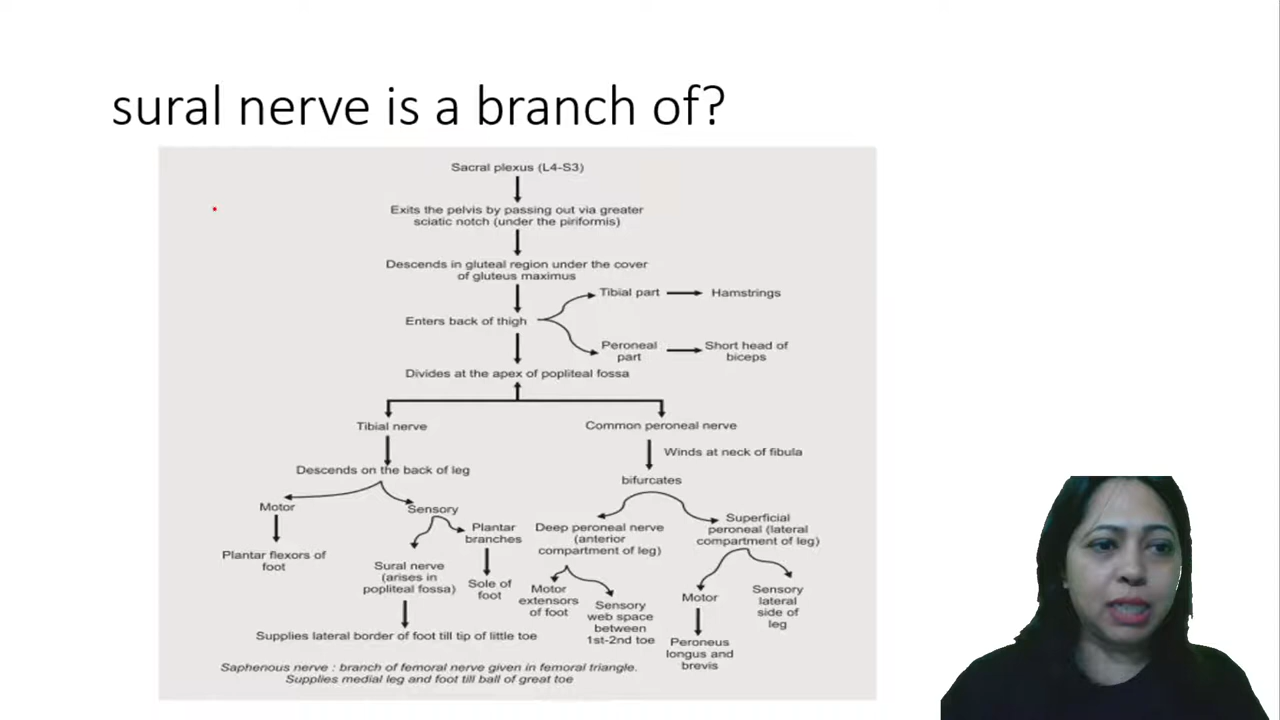 sural nerve is a branch of?
Sacral plexus (L4-S3)
Exits the pelvis by passing out via greater
sciatic notch (under the piriformis)
Descends in gluteal region under the cover
of gluteus maximus
Tibial part
Hamstrings
Enters back of thigh
Peroneal
part
Short head of
biceps
Divides at the apex of popliteal fossa
Tibial nerve
Common peroneal nerve
Winds at neck of fibula
Descends on the back of leg
bifurcates
Motor
Sensory
Plantar flexors of
foot
Plantar
branches
Sural nerve
(arises in
popliteal fossa)
Sole of
foot
Deep peroneal nerve
(anterior
compartment of leg)
Superficial
peroneal (lateral
compartment of leg)
Motor
extensors
of foot
Sensory
web space
between
1st-2nd toe
Motor
Sensory
lateral
side of
leg
Supplies lateral border of foot till tip of little toe
Peroneus
longus and
brevis
Saphenous nerve : branch of femoral nerve given in femoral triangle.
Supplies medial leg and foot till ball of great toe